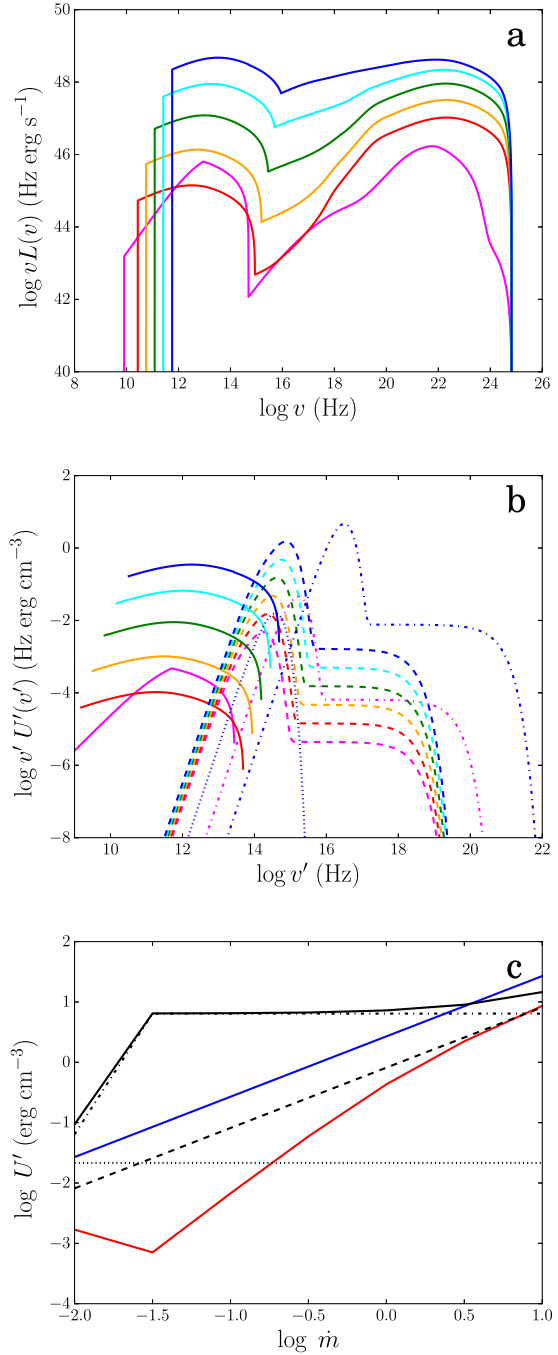 50
48
46
44
42
40
log νL(ν) (Hz erg s⁻¹)
a
8 10 12 14 16 18 20 22 24 26
log ν (Hz)
2
0
−2
−4
−6
−8
log ν′ U′(ν′) (Hz erg cm⁻³)
b
10 12 14 16 18 20 22
log ν′ (Hz)
2
1
0
−1
−2
−3
−4
log U′ (erg cm⁻³)
c
−2.0 −1.5 −1.0 −0.5 0.0 0.5 1.0
log ṁ